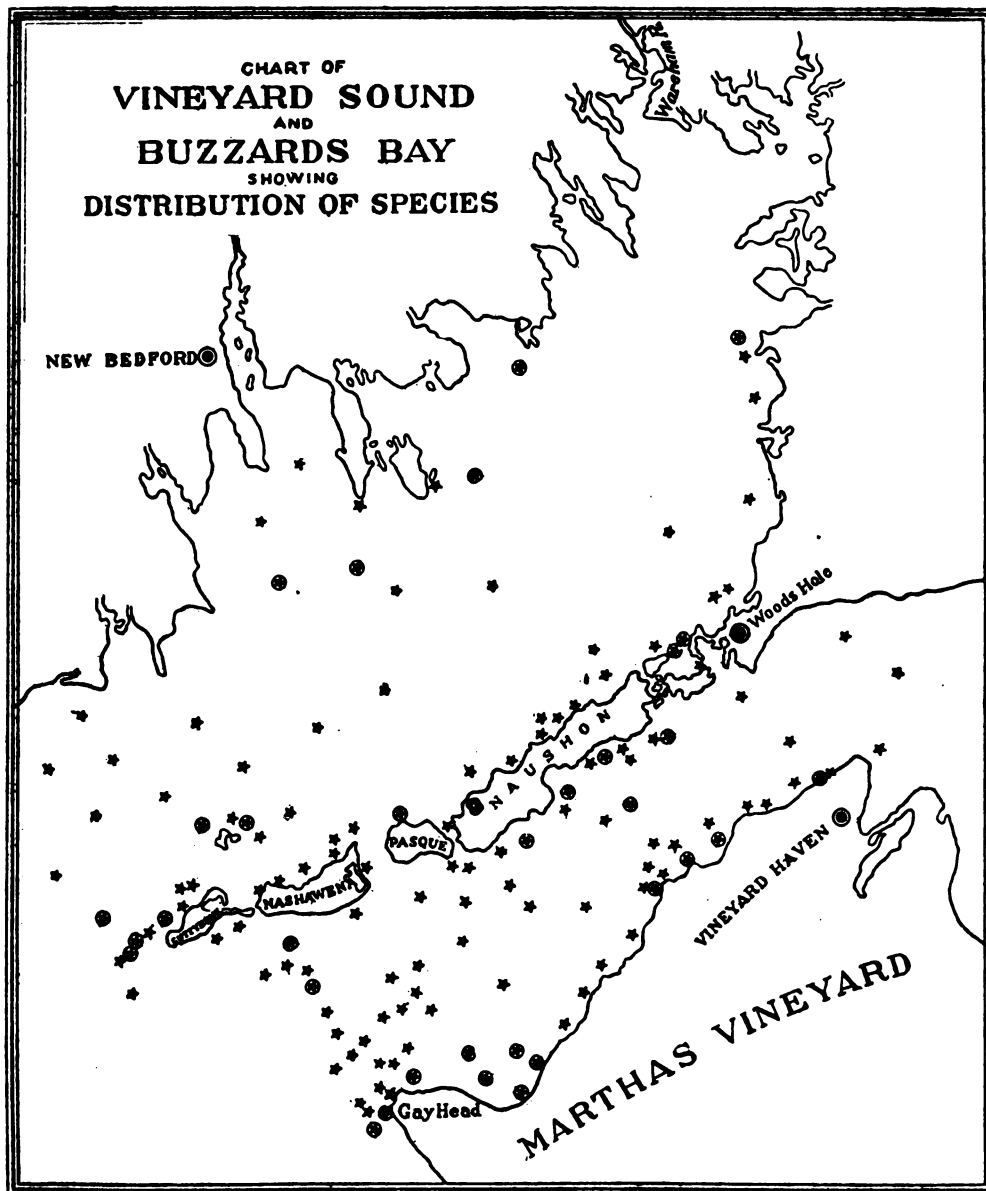 CHART OF
VINEYARD SOUND
AND
BUZZARDS BAY
SHOWING
DISTRIBUTION OF SPECIES
Wareham R.
NEW BEDFORD
Woods Hole
NAUSHON
PASQUE
NASHAWENA
VINEYARD HAVEN
MARTHAS VINEYARD
Gay Head